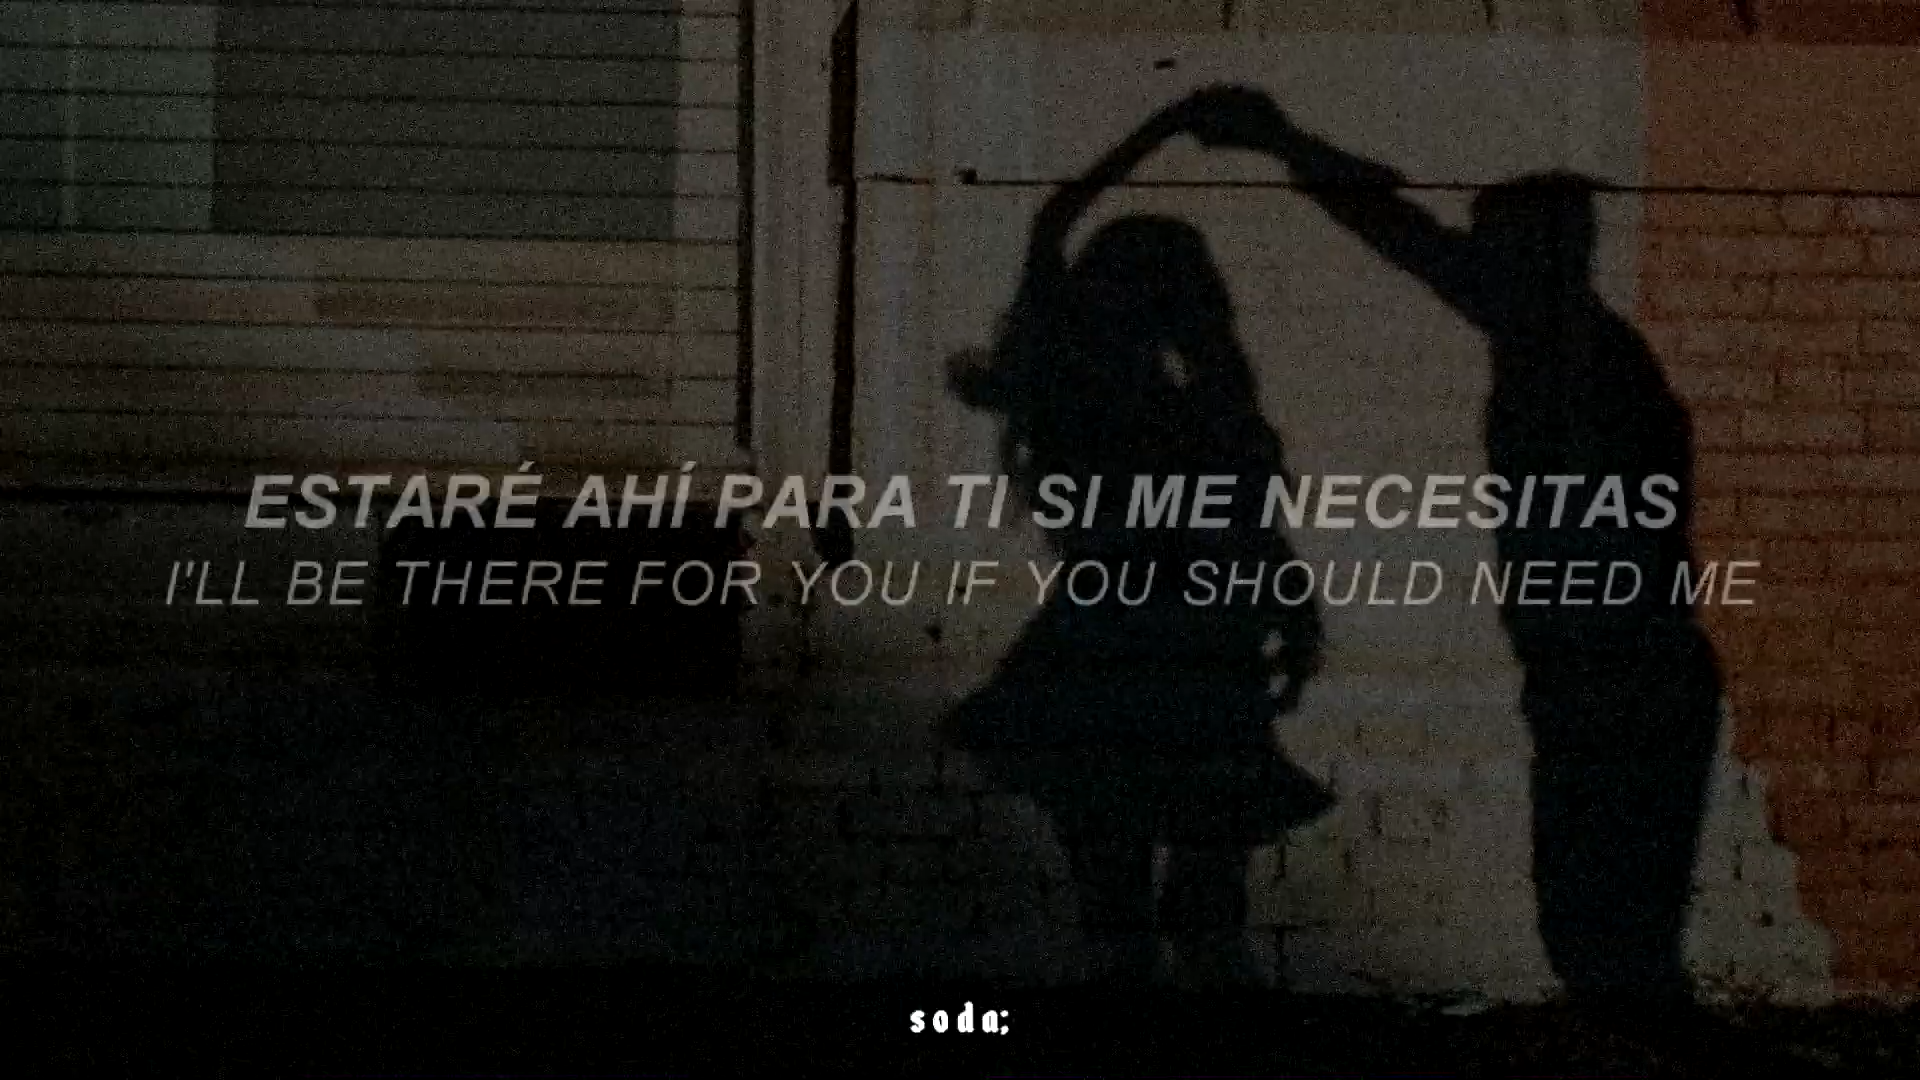 ESTARÉ AHÍ PARA TI SI ME NECESITAS
I'LL BE THERE FOR YOU IF YOU SHOULD NEED ME
soda;